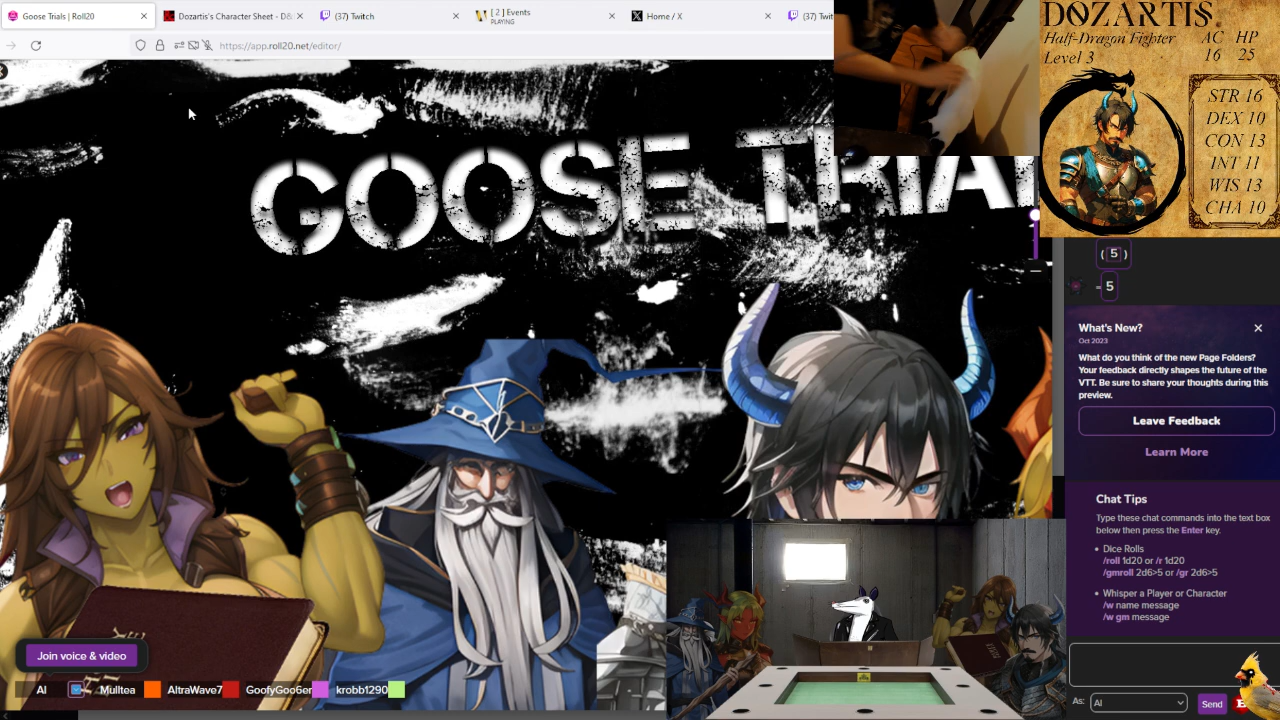 Goose Trials | Roll20
Dozartis's Character Sheet - D&
(37) Twitch
[ 2 ] Events
PLAYING
Home / X
(37) Twit
https://app.roll20.net/editor/
DOZARTIS
Half-Dragon Fighter
Level 3
AC HP
16 25
STR 16
DEX 10
CON 13
INT 11
WIS 13
CHA 10
GOOSE TRIAL
(5)
=5
What's New?
Oct 2023
What do you think of the new Page Folders?
Your feedback directly shapes the future of the
VTT. Be sure to share your thoughts during this
preview.
Leave Feedback
Learn More
Chat Tips
Type these chat commands into the text box
below then press the Enter key.
Dice Rolls
/roll 1d20 or /r 1d20
/gmroll 2d6>5 or /gr 2d6>5
Whisper a Player or Character
/w name message
/w gm message
Join voice & video
Al
Mulltea
AltraWave7
GoofyGoo6er
krobb1290
As: Al
Send